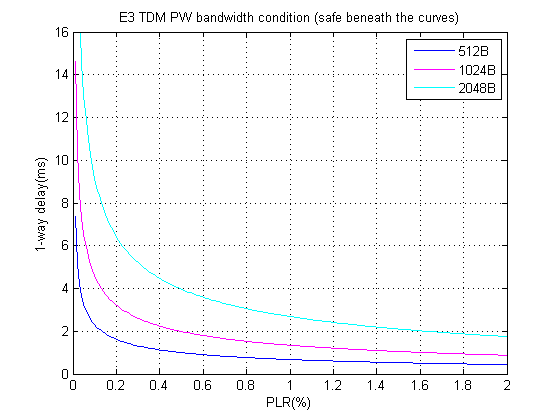 E3 TDM PW bandwidth condition (safe beneath the curves)
512B
1024B
2048B
16
14
12
10
8
6
4
2
0
1-way delay(ms)
0 0.2 0.4 0.6 0.8 1 1.2 1.4 1.6 1.8 2
PLR(%)